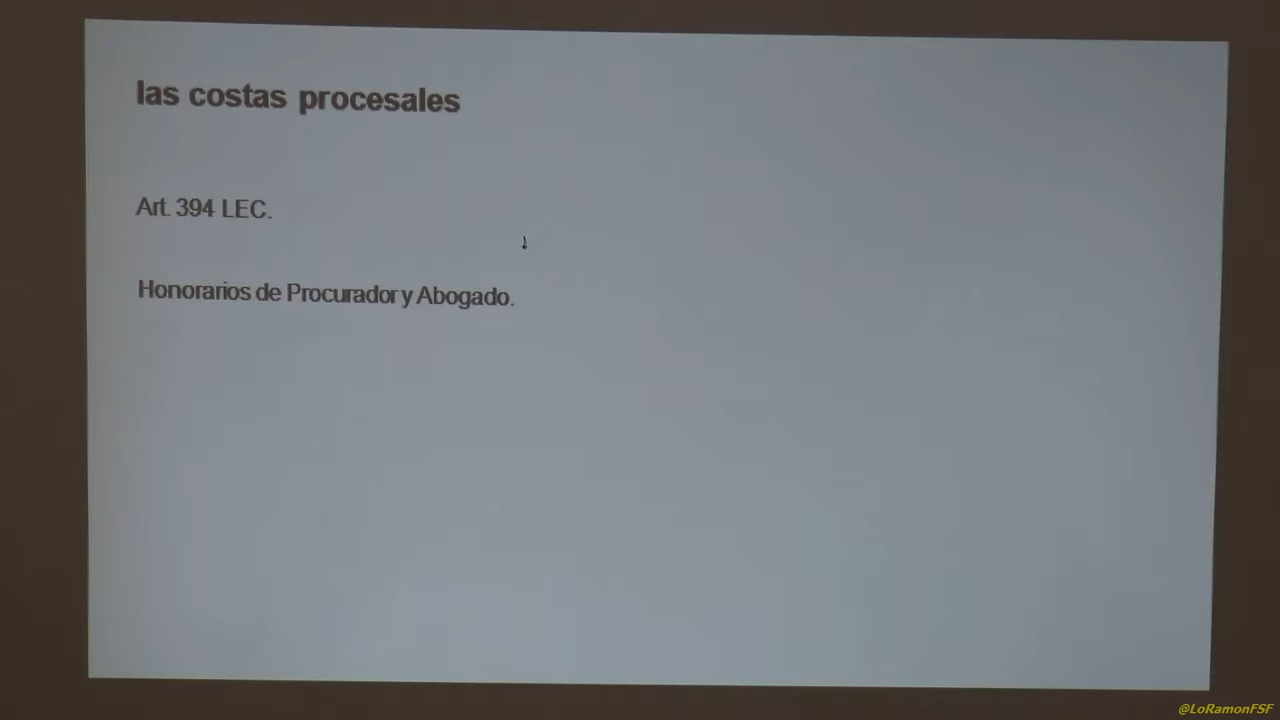 las costas procesales
Art. 394 LEC.
Honorarios de Procurador y Abogado.
@LoRamonFSF